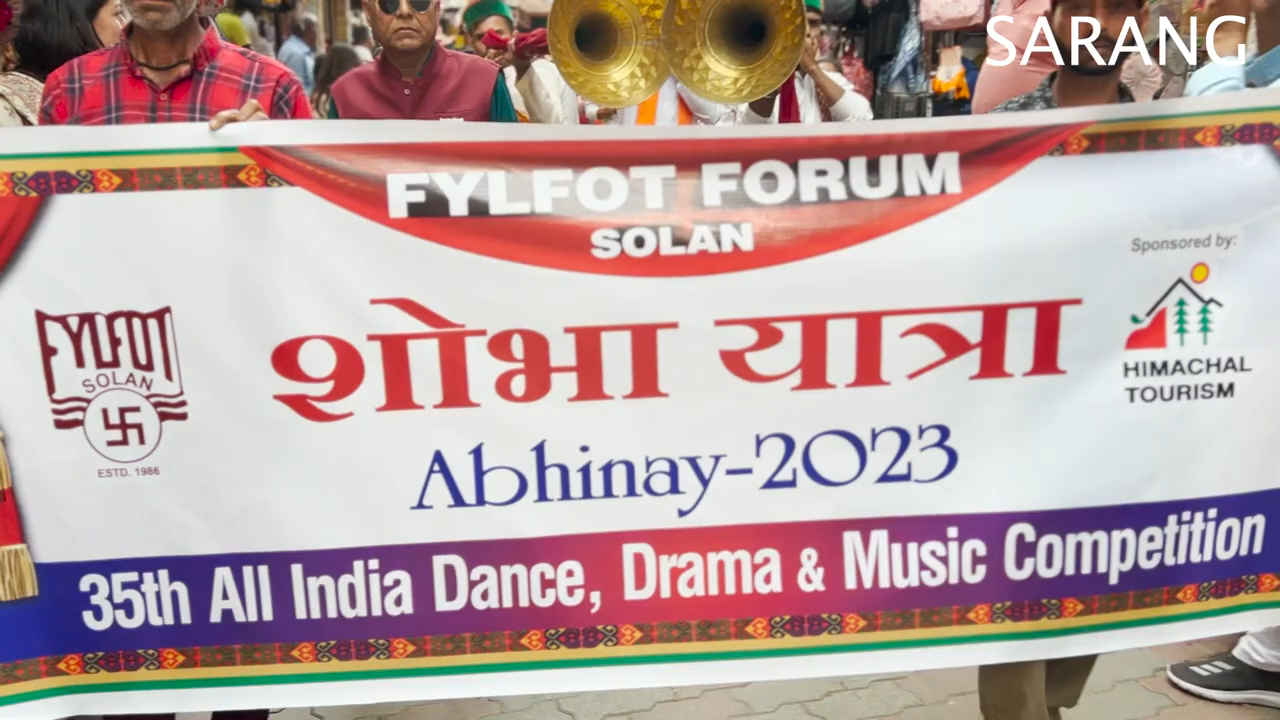 SARANG
FYLFOT FORUM
SOLAN
Sponsored by:
FYLFOT
SOLAN
ESTD. 1986
शोभा यात्रा
HIMACHAL
TOURISM
Abhinay-2023
35th All India Dance, Drama & Music Competition